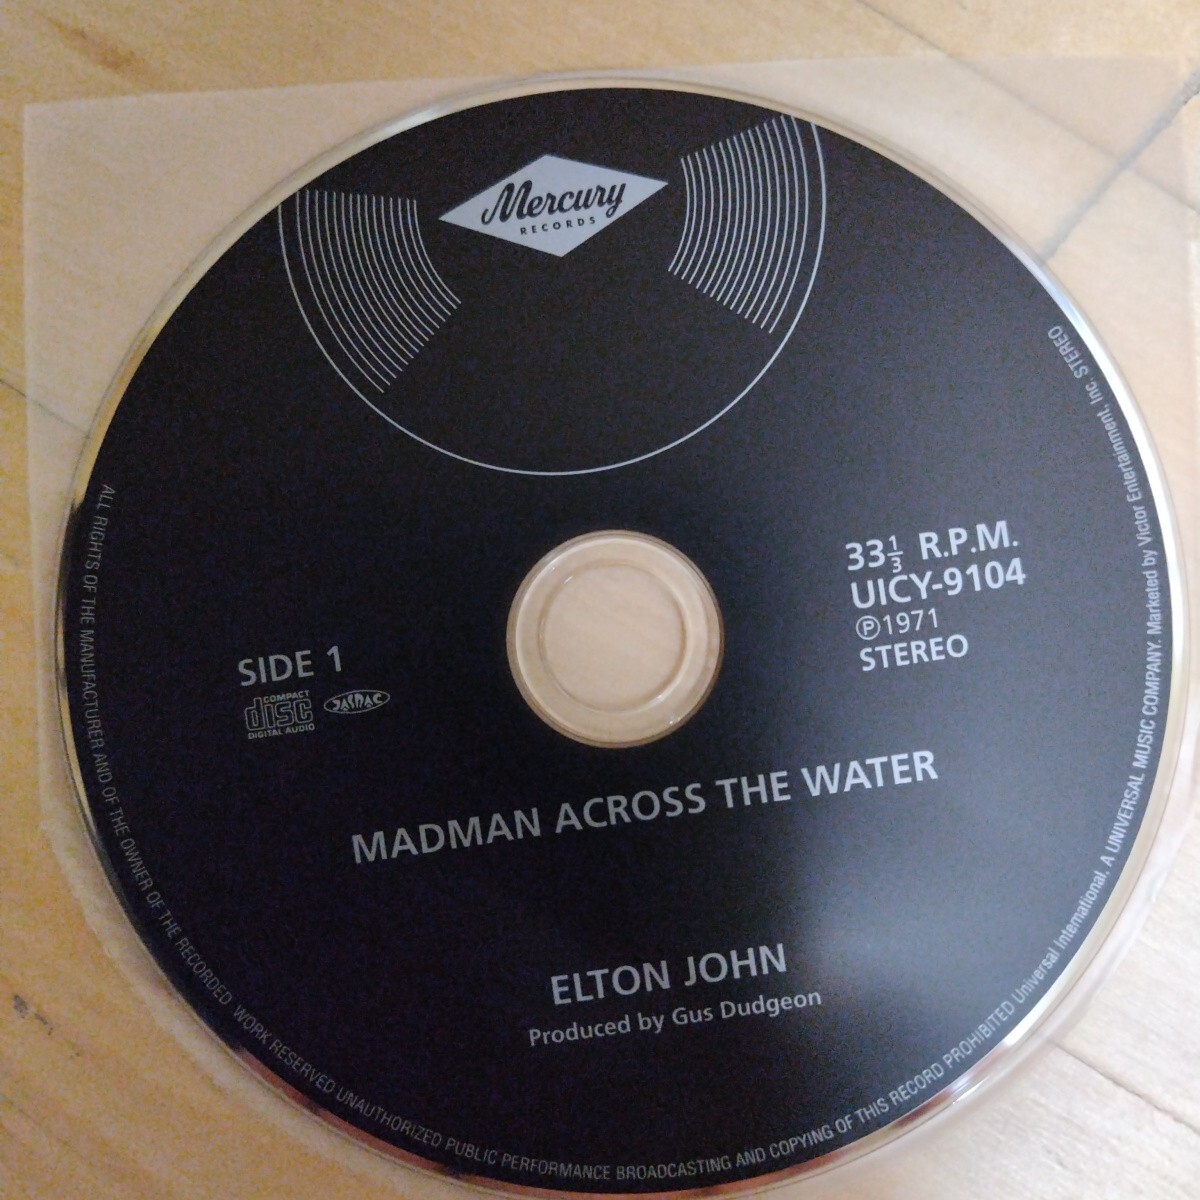 Mercury
RECORDS
33 1/3 R.P.M.
UICY-9104
Ⓟ1971
STEREO
SIDE 1
COMPACT
disc
DIGITAL AUDIO
JASRAC
MADMAN ACROSS THE WATER
ELTON JOHN
Produced by Gus Dudgeon
ALL RIGHTS OF THE MANUFACTURER AND OF THE OWNER OF THE RECORDED WORK RESERVED UNAUTHORIZED PUBLIC PERFORMANCE BROADCASTING AND COPYING OF THIS RECORD PROHIBITED Universal International, A UNIVERSAL MUSIC COMPANY. Marketed by Victor Entertainment, Inc. STEREO